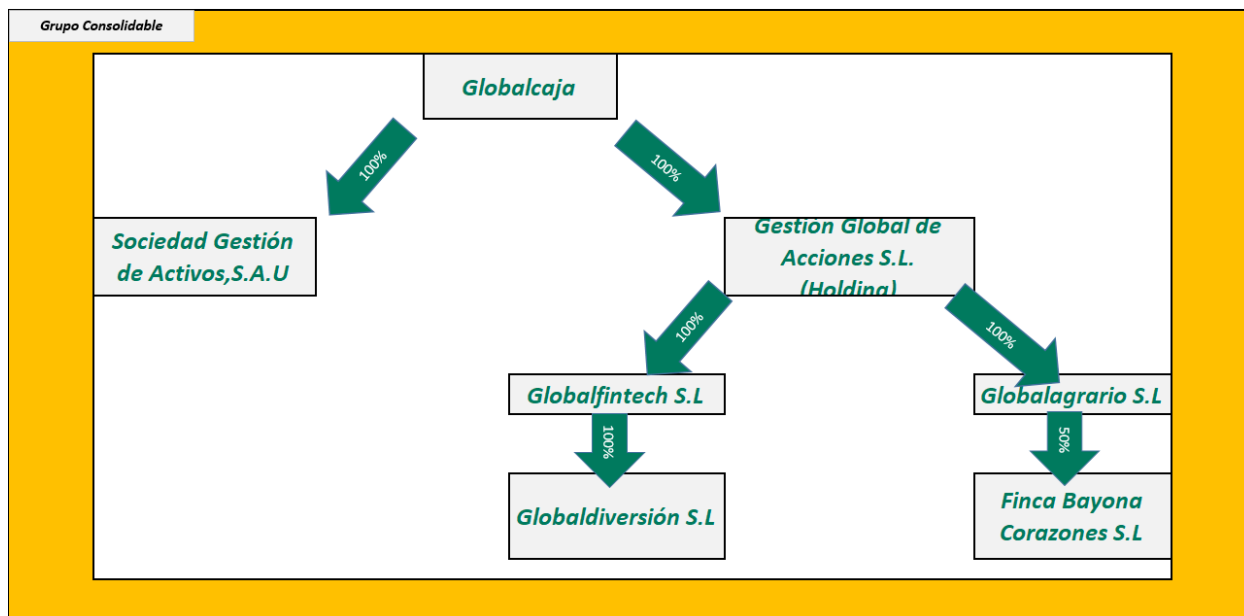 Grupo Consolidable
Globalcaja
100%
100%
Sociedad Gestión
de Activos,S.A.U
Gestión Global de
Acciones S.L.
(Holding)
100%
100%
Globalfintech S.L
Globalagrario S.L
100%
50%
Globaldiversión S.L
Finca Bayona
Corazones S.L